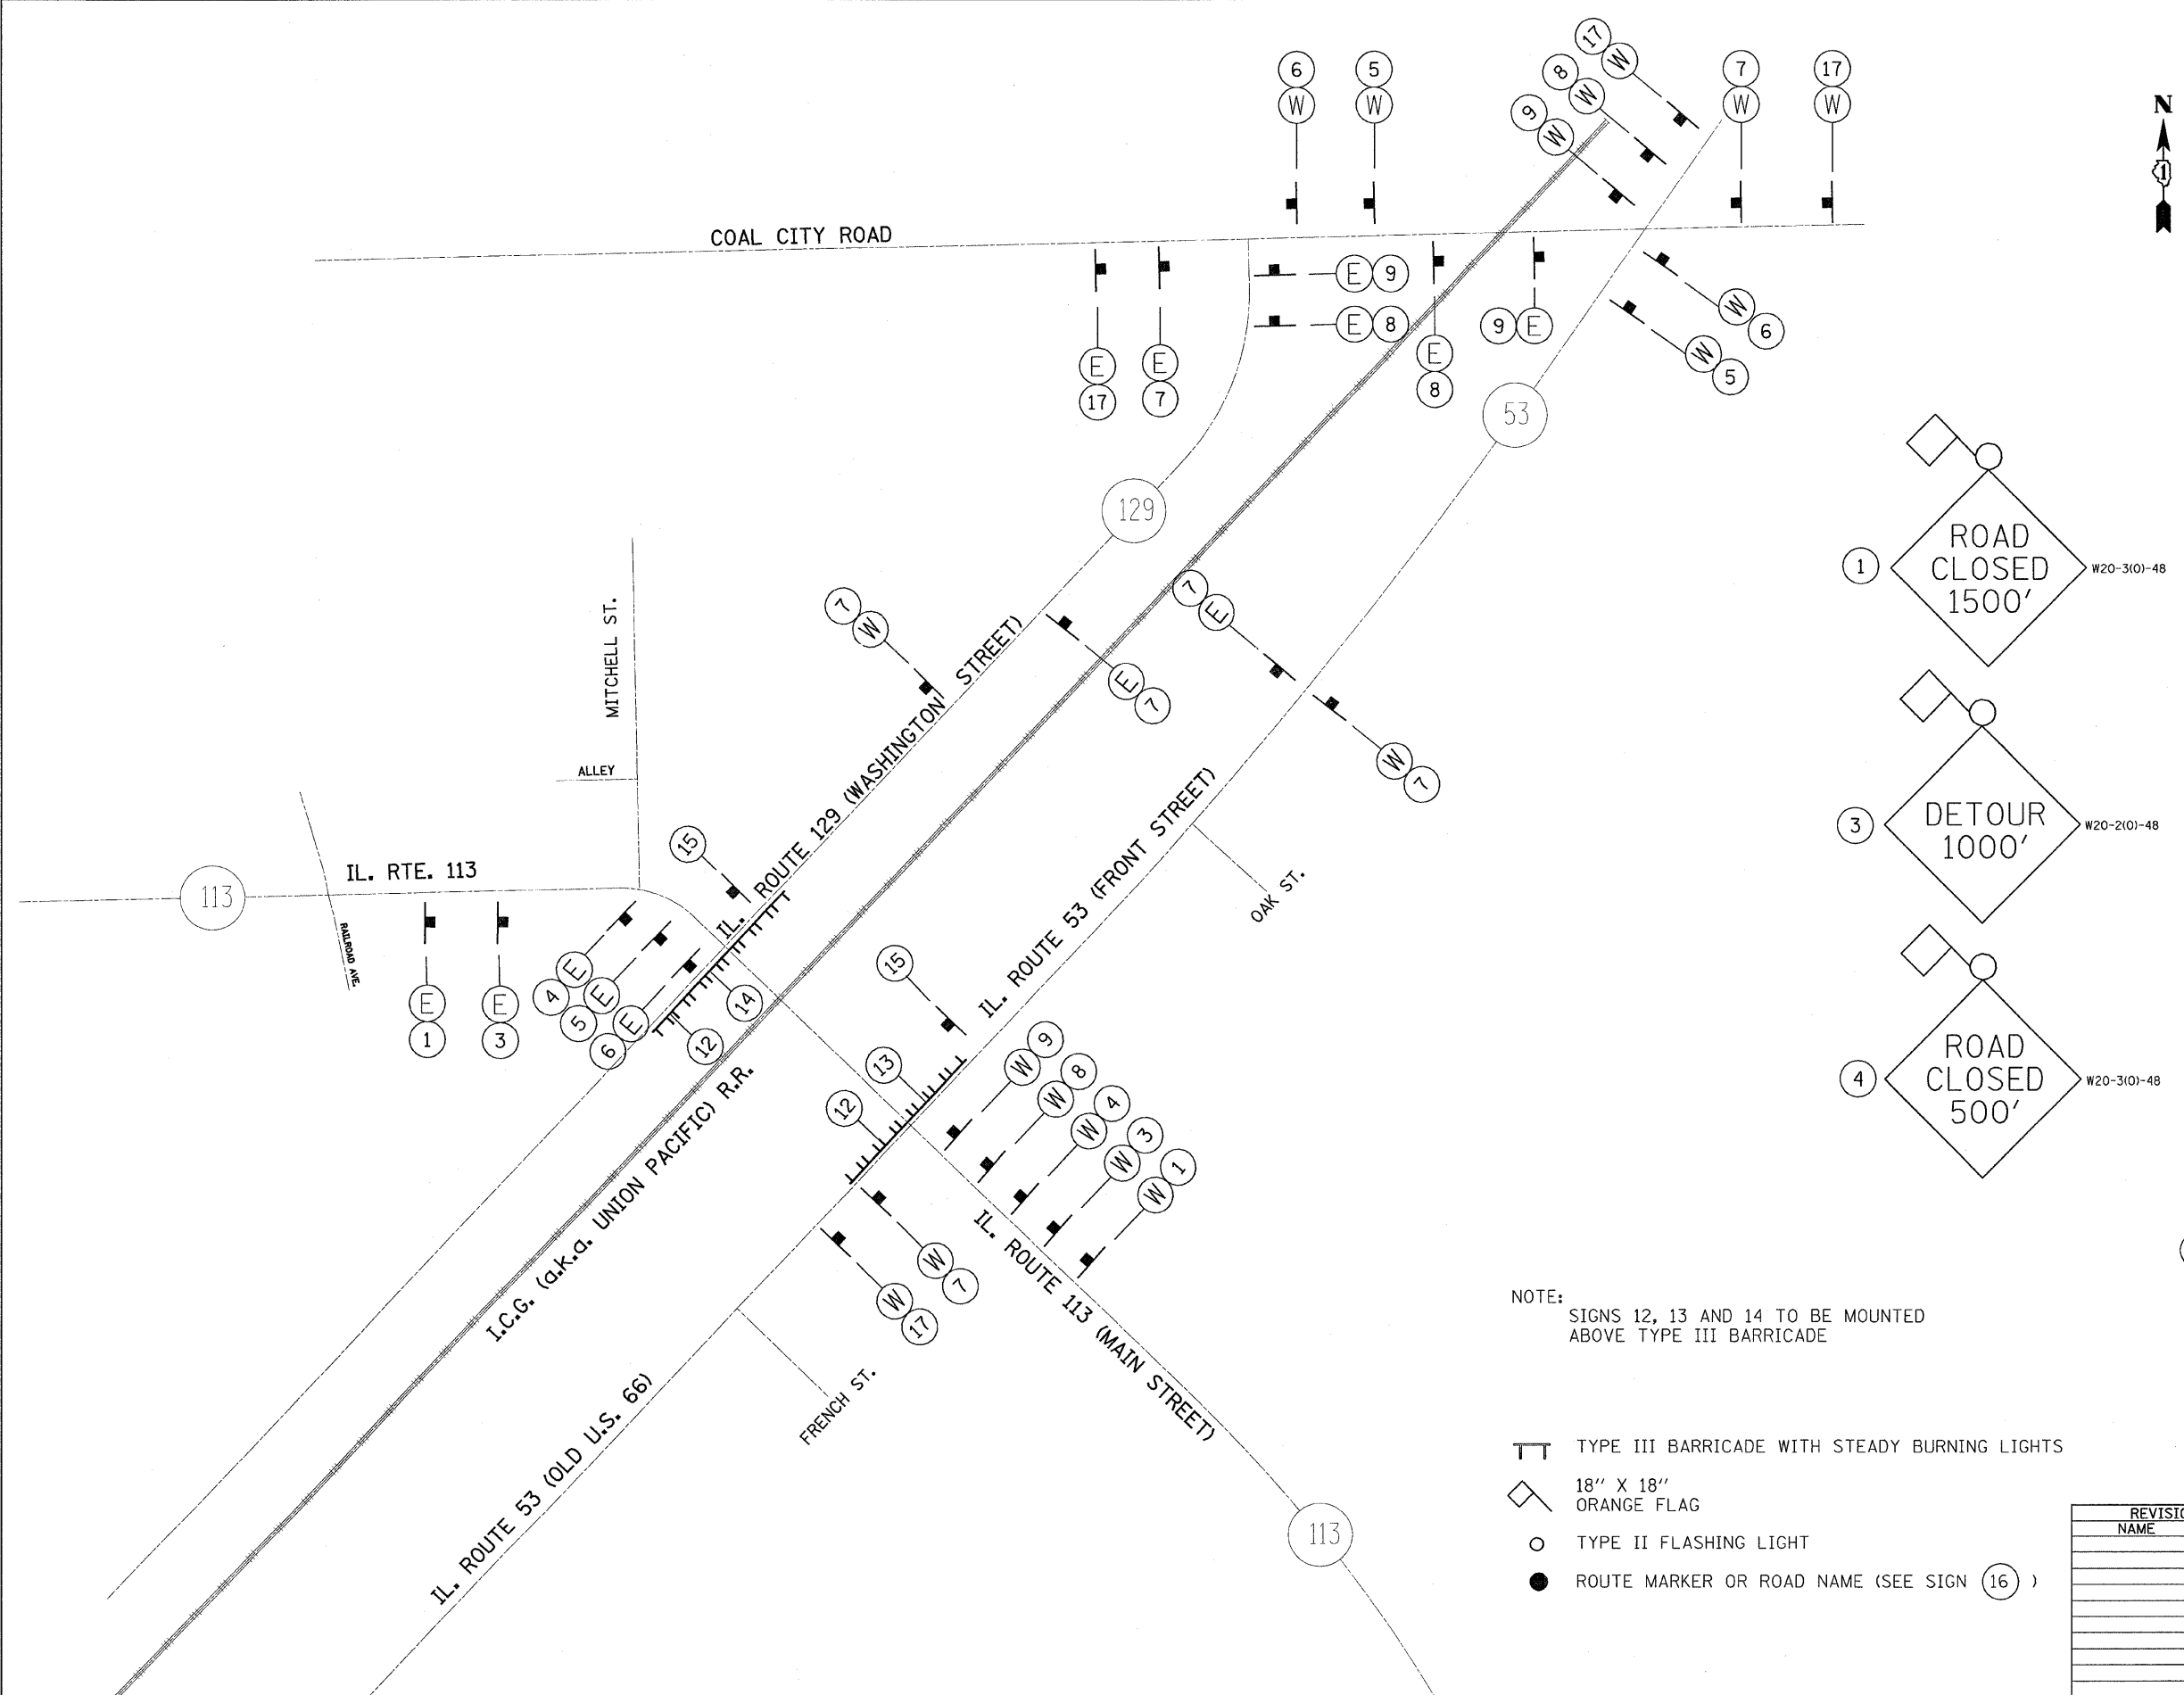 17
W
8
W
9
W
6
W
5
W
7
W
17
W
N
1
COAL CITY ROAD
E 9
E 8
E
17
E
7
E
8
9 E
W
6
W
5
53
129
ROAD
CLOSED
1500'
1
W20-3(O)-48
7
W
7
E
E
7
W
7
MITCHELL ST.
ALLEY
IL. ROUTE 129 (WASHINGTON STREET)
DETOUR
1000'
3
W20-2(O)-48
IL. RTE. 113
113
RAILROAD AVE.
15
IL. ROUTE 53 (FRONT STREET)
OAK ST.
E
1
E
3
4 E
5 E
6 E
14
12
15
13
12
W 9
W 8
W 4
W 3
W 1
ROAD
CLOSED
500'
4
W20-3(O)-48
I.C.G. (a.k.a. UNION PACIFIC) R.R.
W
7
W
17
IL. ROUTE 113 (MAIN STREET)
FRENCH ST.
IL. ROUTE 53 (OLD U.S. 66)
113
NOTE:
SIGNS 12, 13 AND 14 TO BE MOUNTED
ABOVE TYPE III BARRICADE
TYPE III BARRICADE WITH STEADY BURNING LIGHTS
18" X 18"
ORANGE FLAG
TYPE II FLASHING LIGHT
ROUTE MARKER OR ROAD NAME (SEE SIGN 16 )
REVISIO
NAME